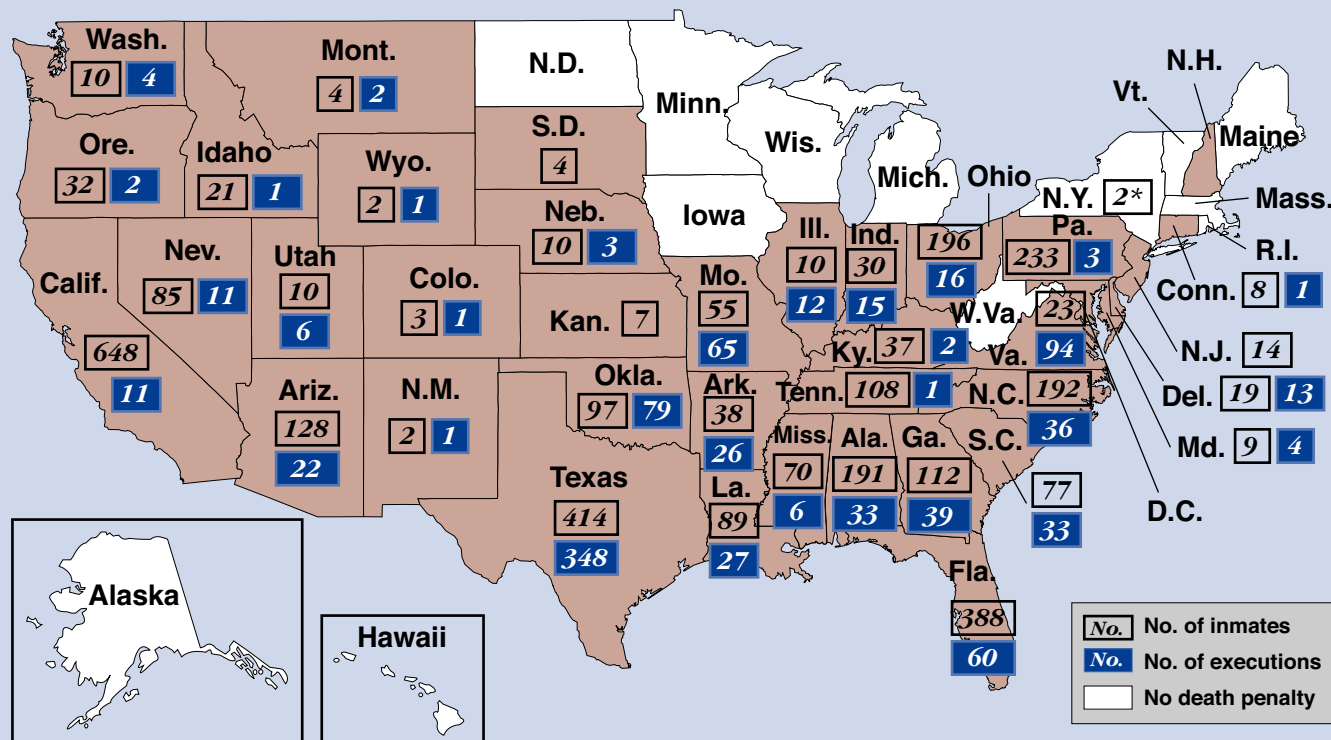 Wash.
10 4
Mont.
4 2
N.D.
Minn.
Wis.
Mich.
Vt.
N.H.
Maine
Ore.
32 2
Idaho
21 1
Wyo.
2 1
S.D.
4
Iowa
Ohio
196
16
N.Y. 2*
Mass.
R.I.
Conn. 8 1
Calif.
648
11
Nev.
85 11
Utah
10
6
Colo.
3 1
Neb.
10 3
Kan. 7
Mo.
55
65
Ill.
10
12
Ind.
30
15
Pa.
233 3
W.Va.
23
Va. 94
Ky. 37 2
N.J. 14
Del. 19 13
Md. 9 4
D.C.
Ariz.
128
22
N.M.
2 1
Okla.
97 79
Ark.
38
26
Tenn. 108 1
N.C. 192
36
S.C.
77
33
Texas
414
348
La.
89
27
Miss.
70
6
Ala.
191
33
Ga.
112
39
Fla.
388
60
Alaska
Hawaii
No. No. of inmates
No. No. of executions
No death penalty